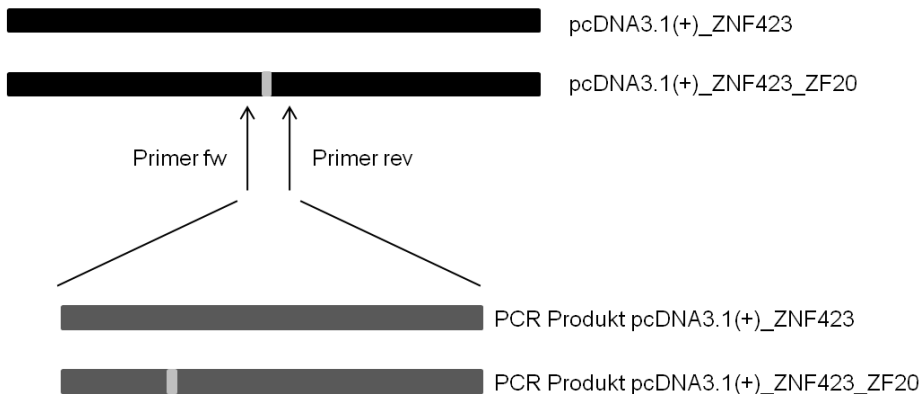 pcDNA3.1(+)_ZNF423
pcDNA3.1(+)_ZNF423_ZF20
Primer fw
Primer rev
PCR Produkt pcDNA3.1(+)_ZNF423
PCR Produkt pcDNA3.1(+)_ZNF423_ZF20